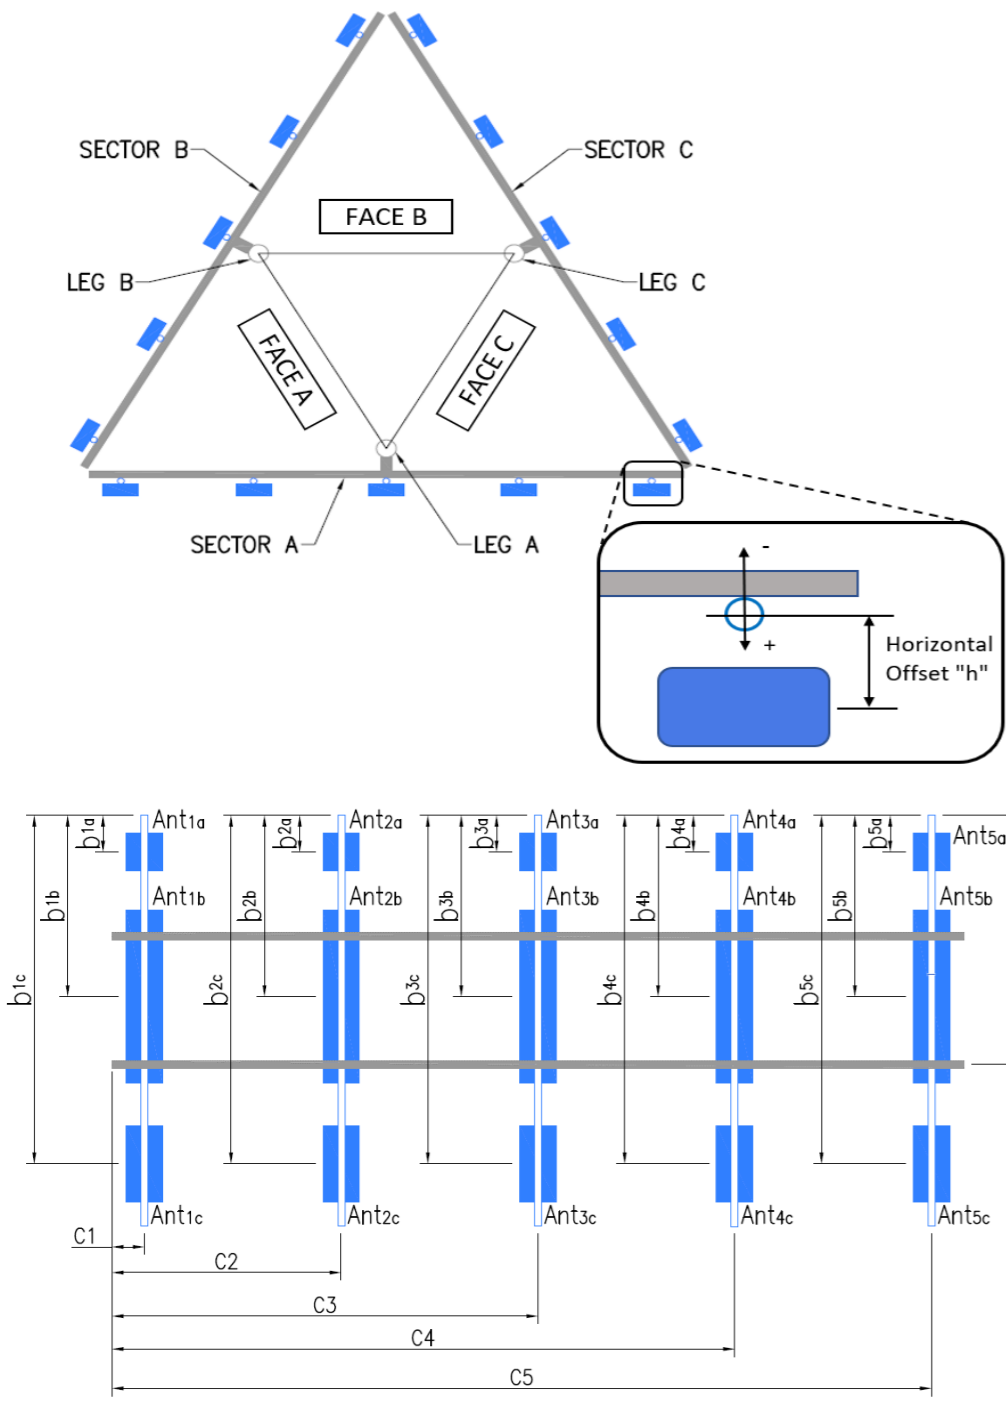 SECTOR B
SECTOR C
FACE B
LEG B
LEG C
FACE A
FACE C
SECTOR A
LEG A
-
+
Horizontal
Offset "h"
b1a
Ant1a
b2a
Ant2a
b3a
Ant3a
b4a
Ant4a
b5a
Ant5a
b1b
Ant1b
b2b
Ant2b
b3b
Ant3b
b4b
Ant4b
b5b
Ant5b
b1c
b2c
b3c
b4c
b5c
Ant1c
Ant2c
Ant3c
Ant4c
Ant5c
C1
C2
C3
C4
C5